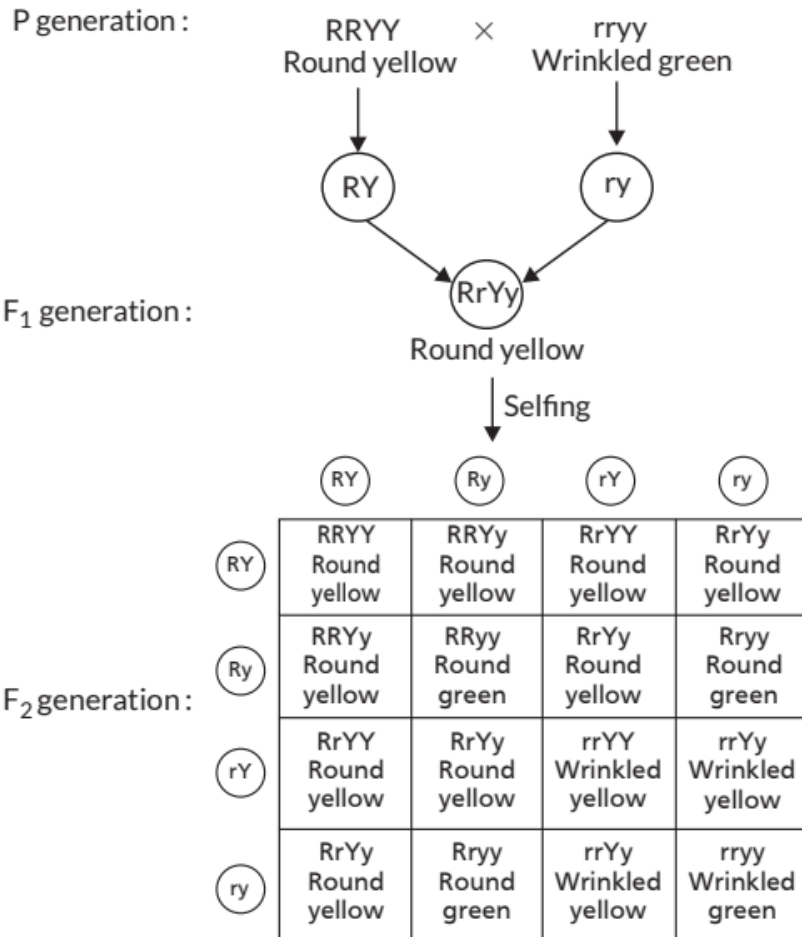 P generation :
RRYY × rryy
Round yellow Wrinkled green
RY ry
RrYy
F₁ generation :
Round yellow
Selfing
RY Ry rY ry
RY
RRYY RRYy RrYY RrYy
Round Round Round Round
yellow yellow yellow yellow
Ry
RRYy RRyy RrYy Rryy
Round Round Round Round
yellow green yellow green
F₂ generation :
rY
RrYY RrYy rrYY rrYy
Round Round Wrinkled Wrinkled
yellow yellow yellow yellow
ry
RrYy Rryy rrYy rryy
Round Round Wrinkled Wrinkled
yellow green yellow green